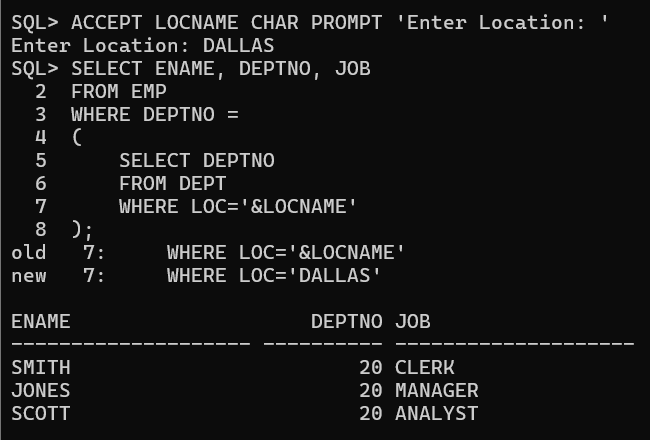 SQL> ACCEPT LOCNAME CHAR PROMPT 'Enter Location: '
Enter Location: DALLAS
SQL> SELECT ENAME, DEPTNO, JOB
  2  FROM EMP
  3  WHERE DEPTNO =
  4  (
  5      SELECT DEPTNO
  6      FROM DEPT
  7      WHERE LOC='&LOCNAME'
  8  );
old   7:     WHERE LOC='&LOCNAME'
new   7:     WHERE LOC='DALLAS'

ENAME                    DEPTNO JOB
-------------------- ---------- --------------------
SMITH                        20 CLERK
JONES                        20 MANAGER
SCOTT                        20 ANALYST